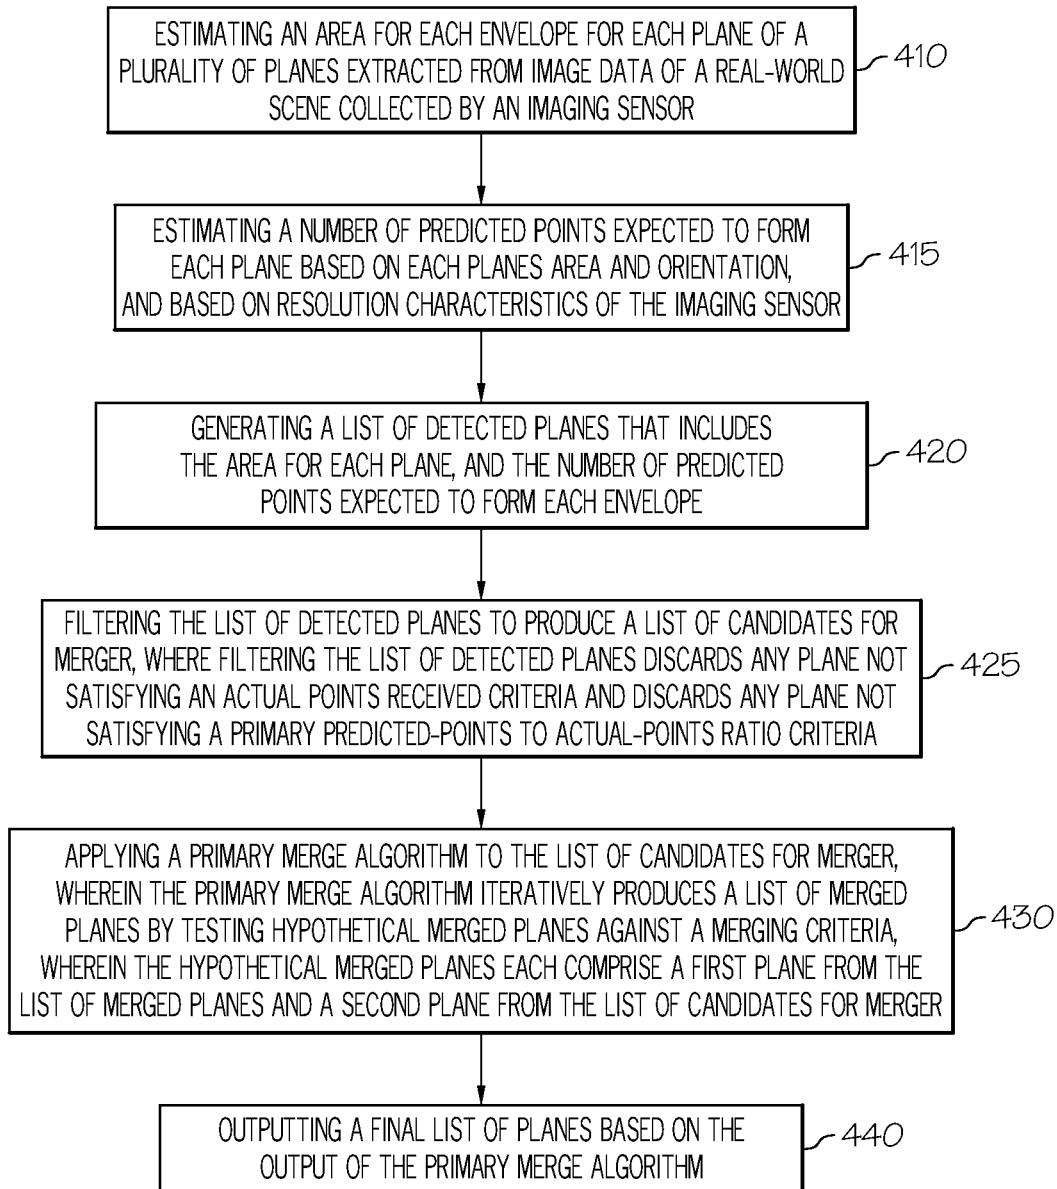 ESTIMATING AN AREA FOR EACH ENVELOPE FOR EACH PLANE OF A
PLURALITY OF PLANES EXTRACTED FROM IMAGE DATA OF A REAL-WORLD
SCENE COLLECTED BY AN IMAGING SENSOR
410
ESTIMATING A NUMBER OF PREDICTED POINTS EXPECTED TO FORM
EACH PLANE BASED ON EACH PLANES AREA AND ORIENTATION,
AND BASED ON RESOLUTION CHARACTERISTICS OF THE IMAGING SENSOR
415
GENERATING A LIST OF DETECTED PLANES THAT INCLUDES
THE AREA FOR EACH PLANE, AND THE NUMBER OF PREDICTED
POINTS EXPECTED TO FORM EACH ENVELOPE
420
FILTERING THE LIST OF DETECTED PLANES TO PRODUCE A LIST OF CANDIDATES FOR
MERGER, WHERE FILTERING THE LIST OF DETECTED PLANES DISCARDS ANY PLANE NOT
SATISFYING AN ACTUAL POINTS RECEIVED CRITERIA AND DISCARDS ANY PLANE NOT
SATISFYING A PRIMARY PREDICTED-POINTS TO ACTUAL-POINTS RATIO CRITERIA
425
APPLYING A PRIMARY MERGE ALGORITHM TO THE LIST OF CANDIDATES FOR MERGER,
WHEREIN THE PRIMARY MERGE ALGORITHM ITERATIVELY PRODUCES A LIST OF MERGED
PLANES BY TESTING HYPOTHETICAL MERGED PLANES AGAINST A MERGING CRITERIA,
WHEREIN THE HYPOTHETICAL MERGED PLANES EACH COMPRISE A FIRST PLANE FROM THE
LIST OF MERGED PLANES AND A SECOND PLANE FROM THE LIST OF CANDIDATES FOR MERGER
430
OUTPUTTING A FINAL LIST OF PLANES BASED ON THE
OUTPUT OF THE PRIMARY MERGE ALGORITHM
440